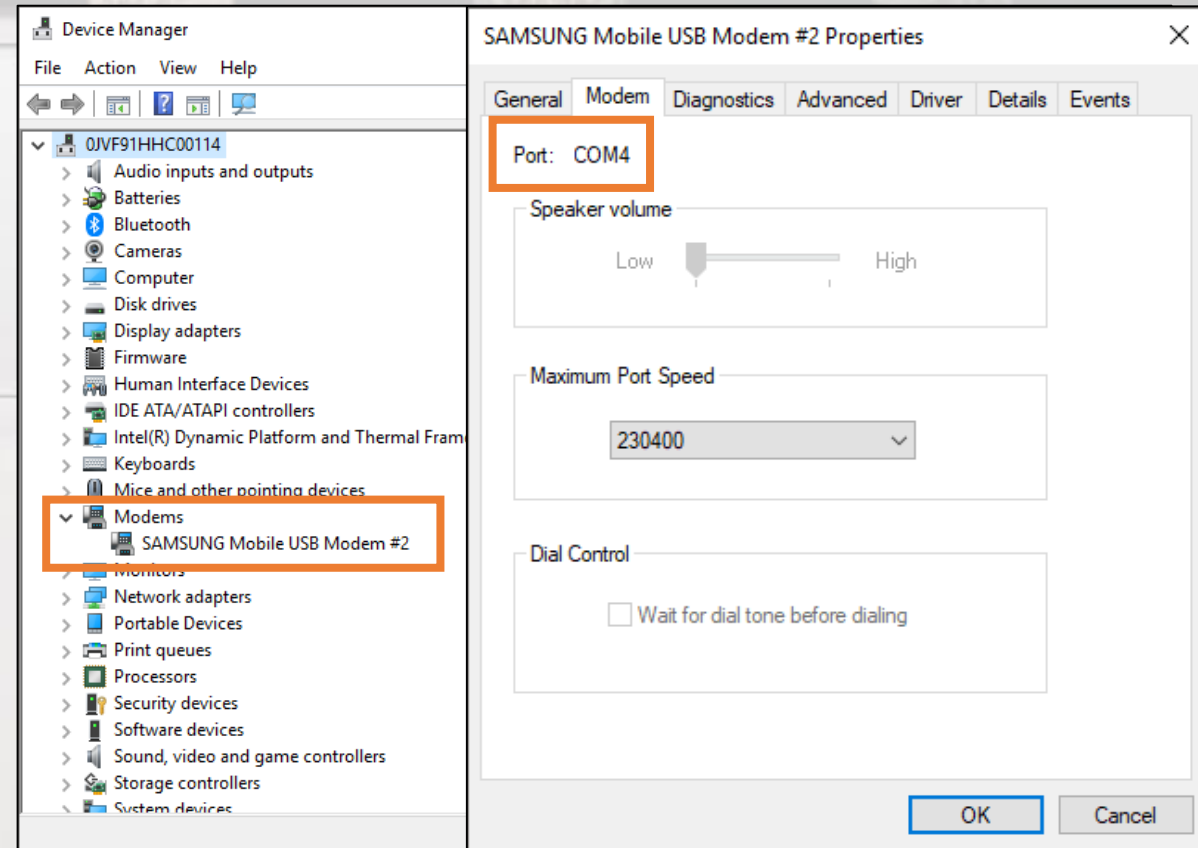 Device Manager
File Action View Help
0JVF91HHC00114
Audio inputs and outputs
Batteries
Bluetooth
Cameras
Computer
Disk drives
Display adapters
Firmware
Human Interface Devices
IDE ATA/ATAPI controllers
Intel(R) Dynamic Platform and Thermal Fram
Keyboards
Mice and other pointing devices
Modems
SAMSUNG Mobile USB Modem #2
Monitors
Network adapters
Portable Devices
Print queues
Processors
Security devices
Software devices
Sound, video and game controllers
Storage controllers
System devices
SAMSUNG Mobile USB Modem #2 Properties
General Modem Diagnostics Advanced Driver Details Events
Port: COM4
Speaker volume
Low High
Maximum Port Speed
230400
Dial Control
Wait for dial tone before dialing
OK Cancel